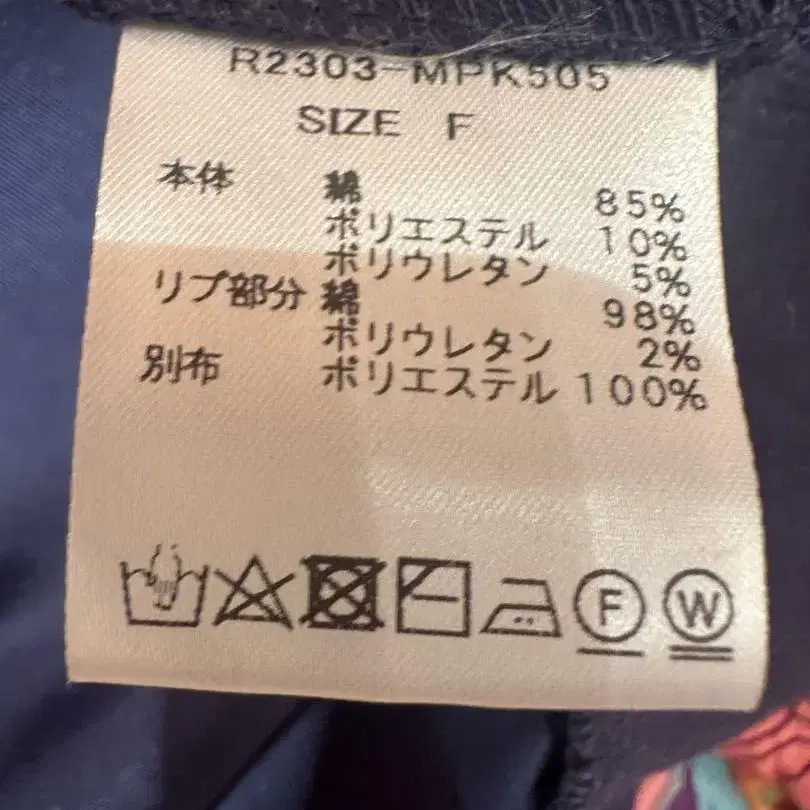 R2303-MPK505
SIZE F
本体 綿 85%
ポリエステル 10%
ポリウレタン 5%
リブ部分 綿 98%
ポリウレタン 2%
別布 ポリエステル 100%
F W